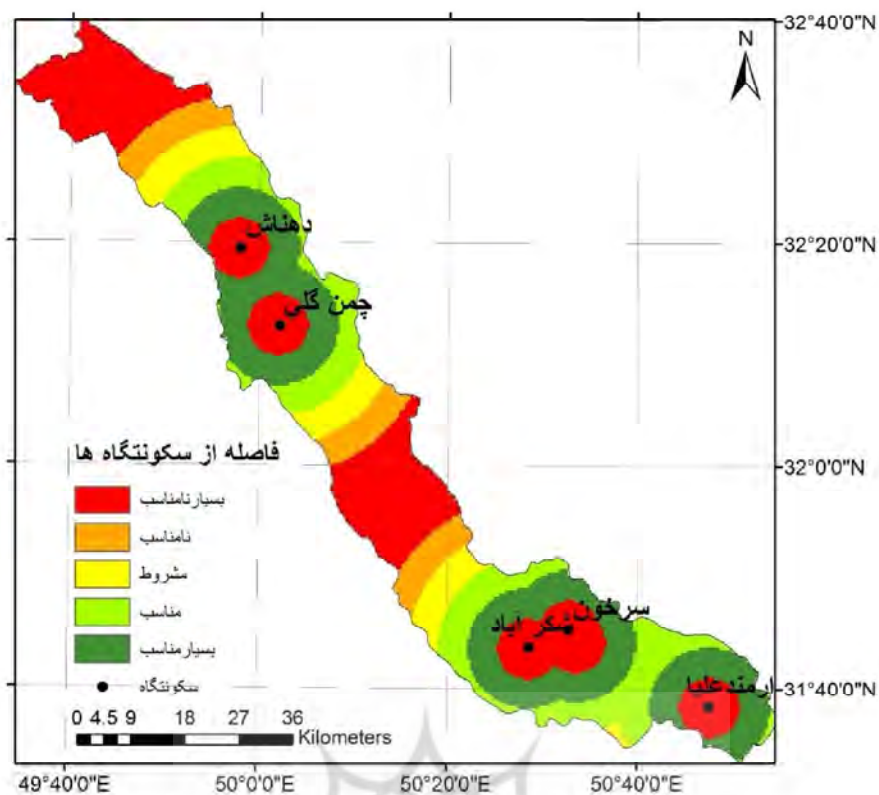 32°40'0"N
N
دهناش
32°20'0"N
چمن گلی
فاصله از سکونتگاه ها
32°0'0"N
بسیارنامناسب
نامناسب
مشروط
مناسب
بسیارمناسب
سکونتگاه
سرخون
شکر آباد
ارمندعلیا
31°40'0"N
0 4.5 9 18 27 36
Kilometers
49°40'0"E 50°0'0"E 50°20'0"E 50°40'0"E